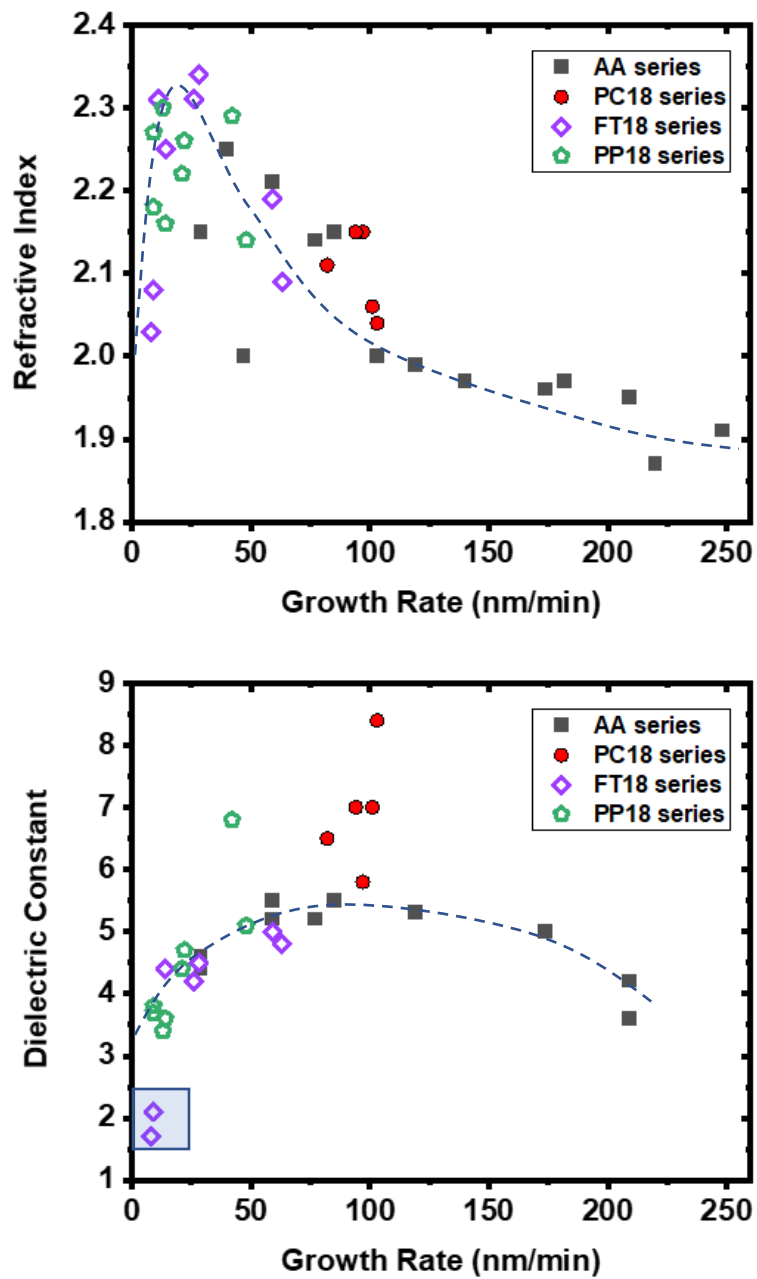 2.4
2.3
2.2
2.1
2.0
1.9
1.8
Refractive Index
AA series
PC18 series
FT18 series
PP18 series
0 50 100 150 200 250
Growth Rate (nm/min)
9
8
7
6
5
4
3
2
1
Dielectric Constant
AA series
PC18 series
FT18 series
PP18 series
0 50 100 150 200 250
Growth Rate (nm/min)